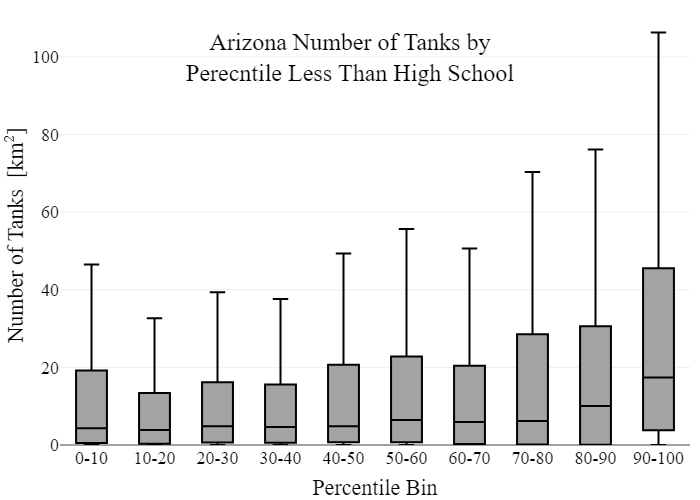 Arizona Number of Tanks by
Perecntile Less Than High School
Number of Tanks [km²]
100
80
60
40
20
0
0-10 10-20 20-30 30-40 40-50 50-60 60-70 70-80 80-90 90-100
Percentile Bin